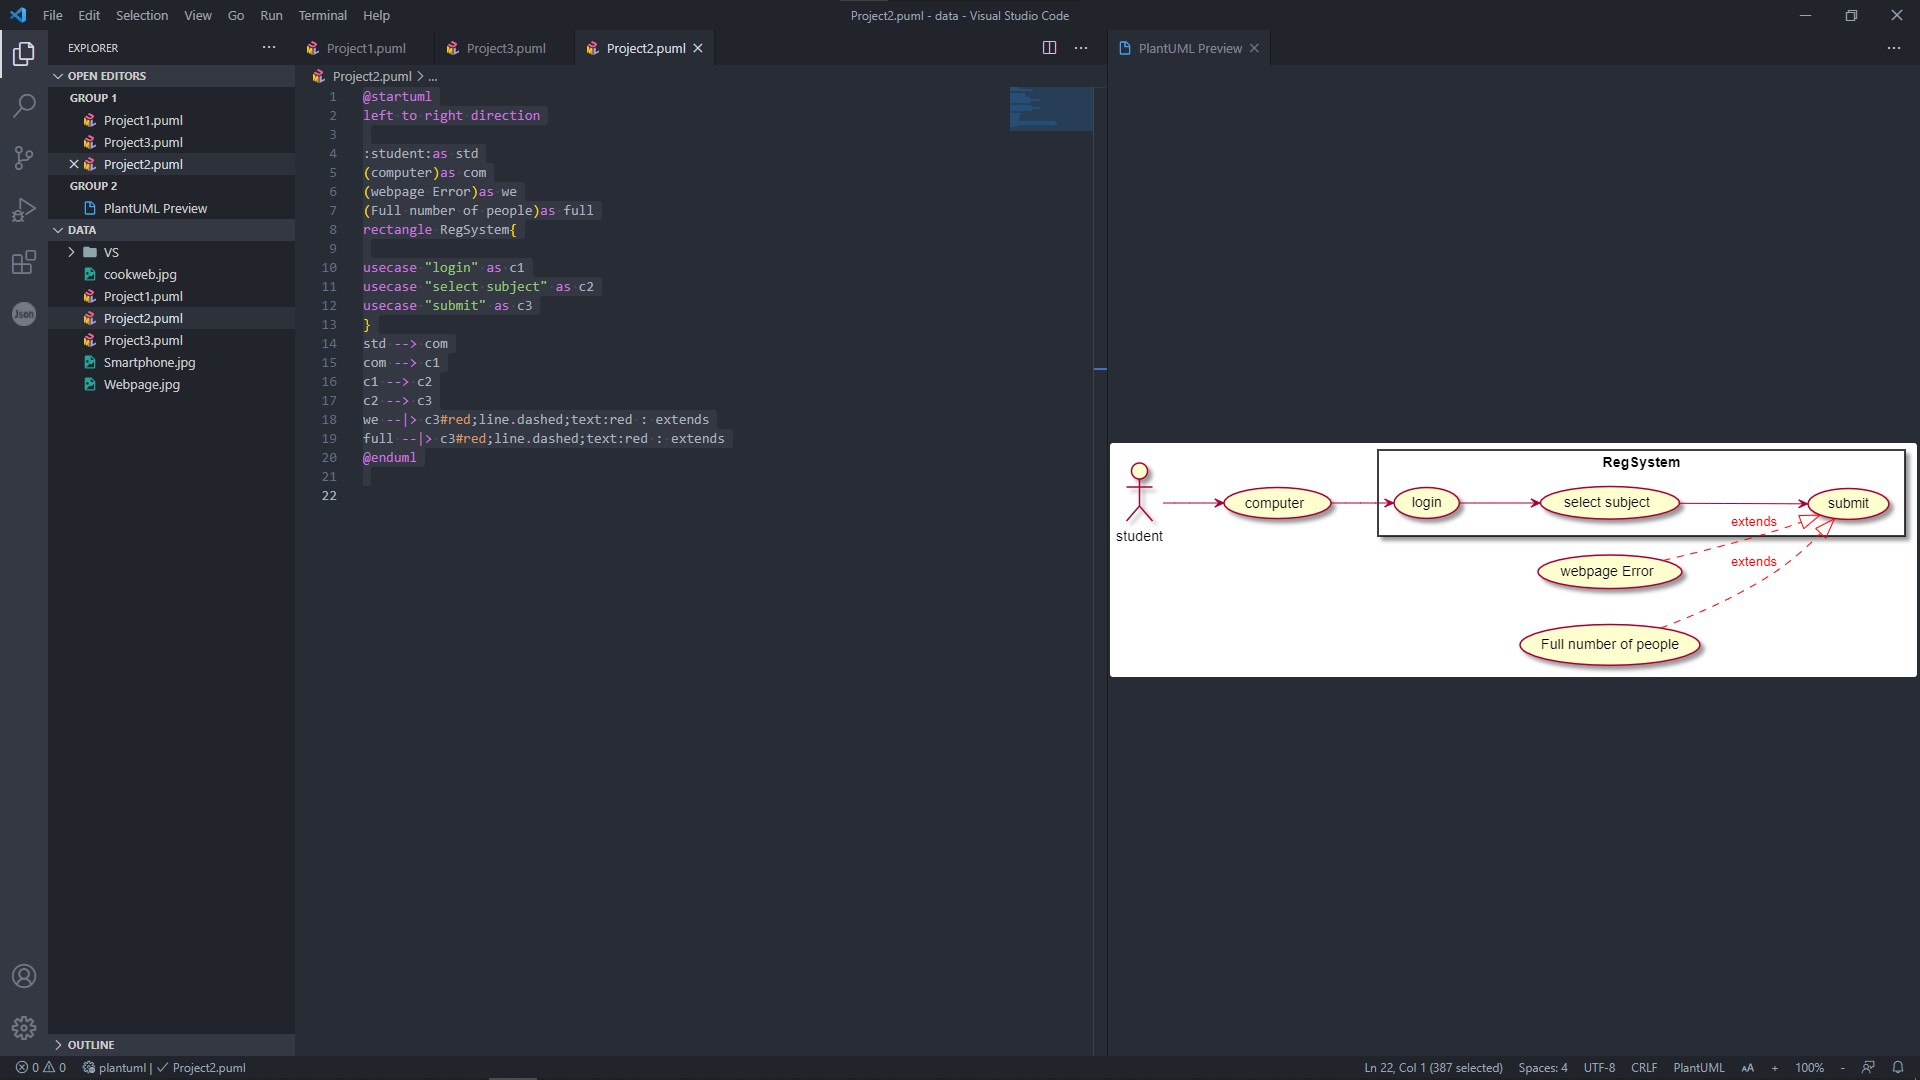 File Edit Selection View Go Run Terminal Help
Project2.puml - data - Visual Studio Code
EXPLORER
OPEN EDITORS
GROUP 1
Project1.puml
Project3.puml
Project2.puml
GROUP 2
PlantUML Preview
DATA
VS
cookweb.jpg
Project1.puml
Project2.puml
Project3.puml
Smartphone.jpg
Webpage.jpg
OUTLINE
Json
Project1.puml Project3.puml Project2.puml
Project2.puml > ...
1 @startuml
2 left to right direction
3
4 :student:as std
5 (computer)as com
6 (webpage Error)as we
7 (Full number of people)as full
8 rectangle RegSystem{
9
10 usecase "login" as c1
11 usecase "select subject" as c2
12 usecase "submit" as c3
13 }
14 std --> com
15 com --> c1
16 c1 --> c2
17 c2 --> c3
18 we --|> c3#red;line.dashed;text:red : extends
19 full --|> c3#red;line.dashed;text:red : extends
20 @enduml
21
22
PlantUML Preview
RegSystem
student
computer
login
select subject
submit
extends
extends
webpage Error
Full number of people
0 0 plantuml | Project2.puml
Ln 22, Col 1 (387 selected) Spaces: 4 UTF-8 CRLF PlantUML AA + 100% -